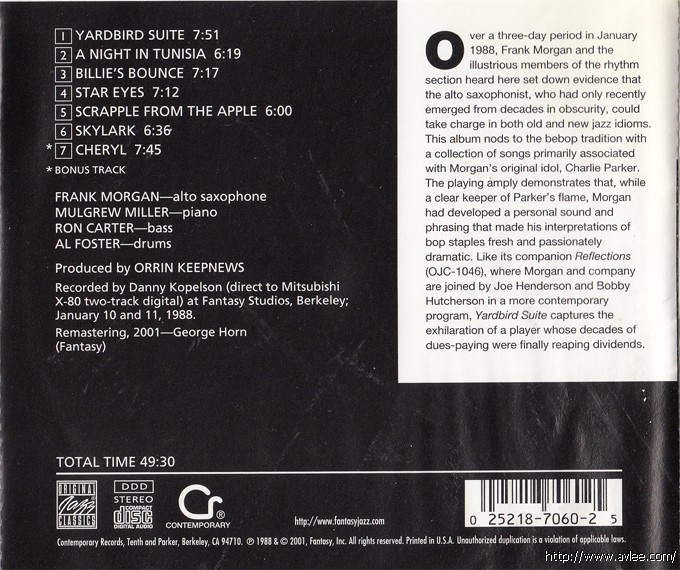 1 YARDBIRD SUITE 7:51
2 A NIGHT IN TUNISIA 6:19
3 BILLIE'S BOUNCE 7:17
4 STAR EYES 7:12
5 SCRAPPLE FROM THE APPLE 6:00
6 SKYLARK 6:36
* 7 CHERYL 7:45
* BONUS TRACK
FRANK MORGAN—alto saxophone
MULGREW MILLER—piano
RON CARTER—bass
AL FOSTER—drums
Produced by ORRIN KEEPNEWS
Recorded by Danny Kopelson (direct to Mitsubishi
X-80 two-track digital) at Fantasy Studios, Berkeley;
January 10 and 11, 1988.
Remastering, 2001—George Horn
(Fantasy)
Over a three-day period in January
1988, Frank Morgan and the
illustrious members of the rhythm
section heard here set down evidence that
the alto saxophonist, who had only recently
emerged from decades in obscurity, could
take charge in both old and new jazz idioms.
This album nods to the bebop tradition with
a collection of songs primarily associated
with Morgan's original idol, Charlie Parker.
The playing amply demonstrates that, while
a clear keeper of Parker's flame, Morgan
had developed a personal sound and
phrasing that made his interpretations of
bop staples fresh and passionately
dramatic. Like its companion Reflections
(OJC-1046), where Morgan and company
are joined by Joe Henderson and Bobby
Hutcherson in a more contemporary
program, Yardbird Suite captures the
exhilaration of a player whose decades of
dues-paying were finally reaping dividends.
TOTAL TIME 49:30
ORIGINAL
Jazz
CLASSICS
DDD
STEREO
COMPACT
disc
DIGITAL AUDIO
CR®
CONTEMPORARY
http://www.fantasyjazz.com
0 25218-7060-2 5
Contemporary Records, Tenth and Parker, Berkeley, CA 94710. ℗ 1988 & © 2001, Fantasy, Inc. All rights reserved. Printed in U.S.A. Unauthorized duplication is a violation of applicable laws.
http://www.avlee.com/